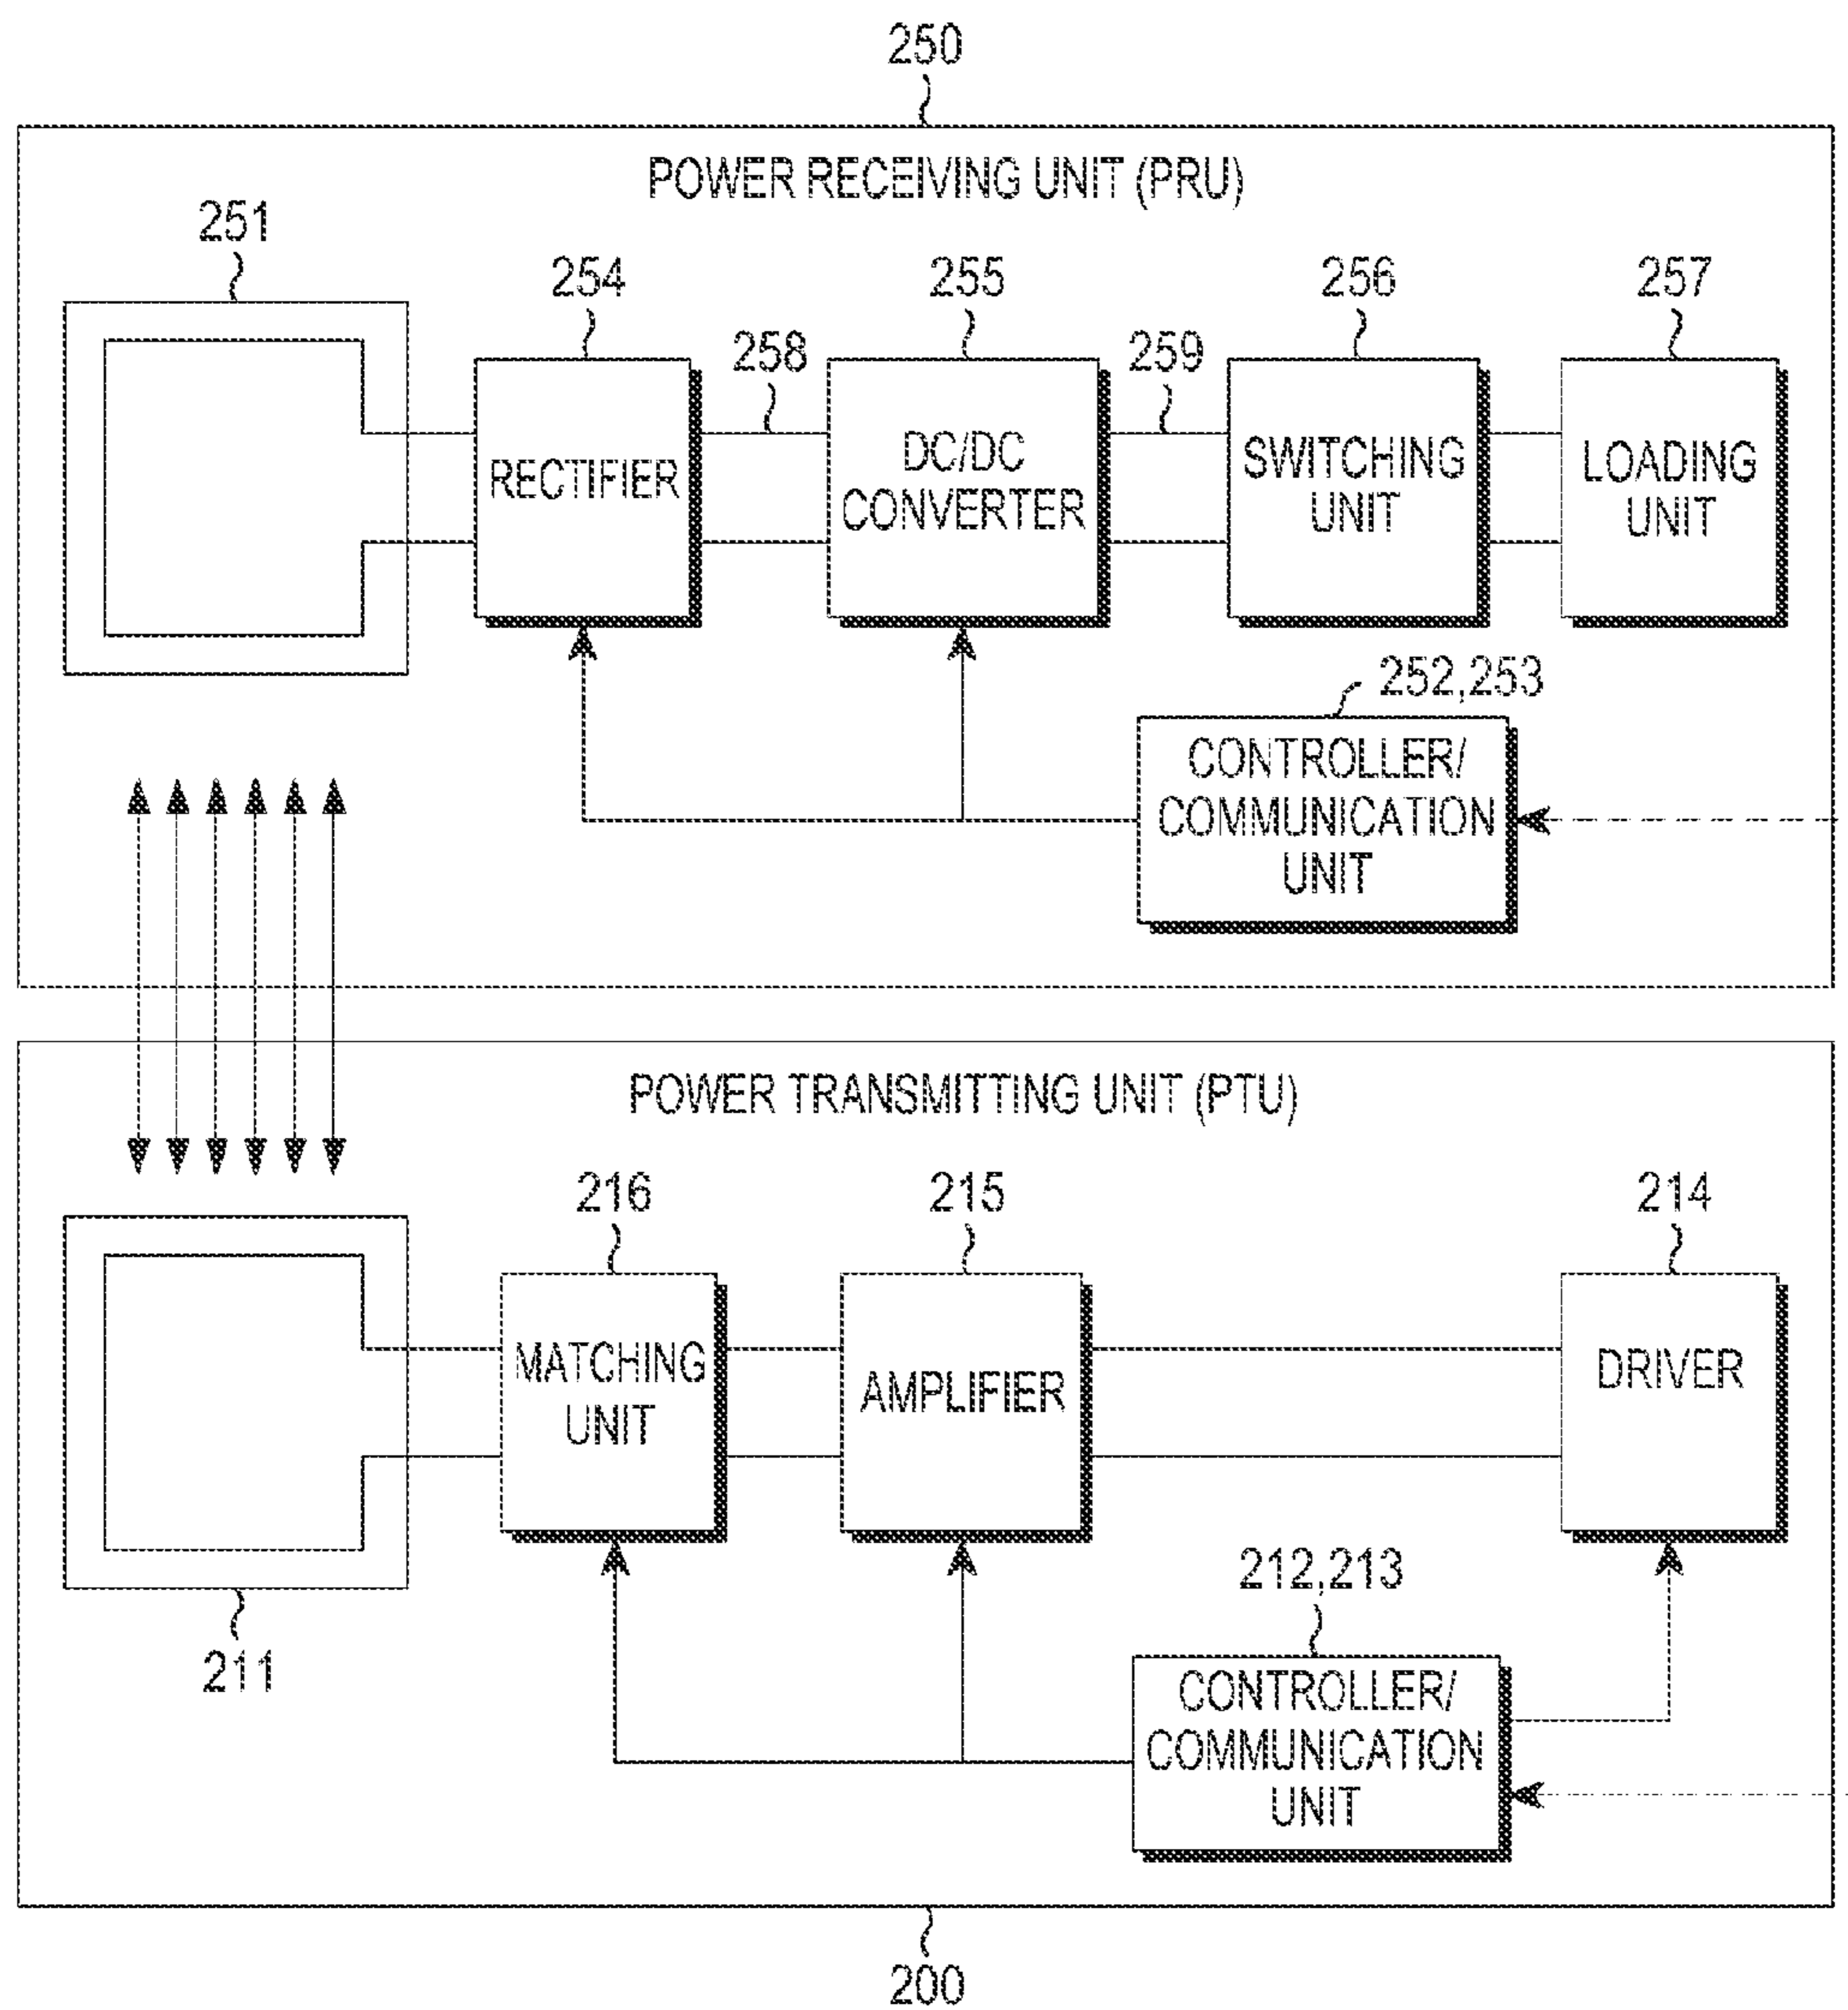 250
POWER RECEIVING UNIT (PRU)
251
254
258
255
259
256
257
RECTIFIER
DC/DC
CONVERTER
SWITCHING
UNIT
LOADING
UNIT
252,253
CONTROLLER/
COMMUNICATION
UNIT
POWER TRANSMITTING UNIT (PTU)
216
215
214
MATCHING
UNIT
AMPLIFIER
DRIVER
211
212,213
CONTROLLER/
COMMUNICATION
UNIT
200